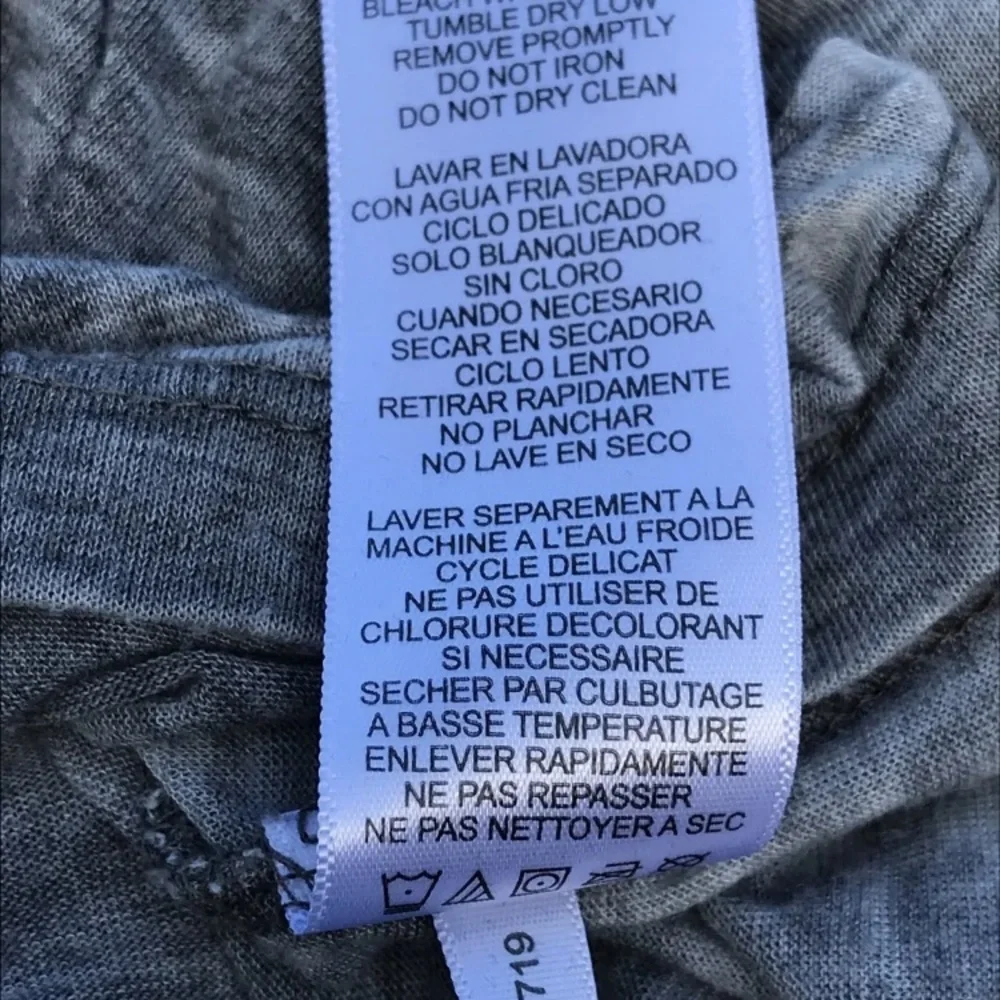 BLEACH
TUMBLE DRY LOW
REMOVE PROMPTLY
DO NOT IRON
DO NOT DRY CLEAN
LAVAR EN LAVADORA
CON AGUA FRIA SEPARADO
CICLO DELICADO
SOLO BLANQUEADOR
SIN CLORO
CUANDO NECESARIO
SECAR EN SECADORA
CICLO LENTO
RETIRAR RAPIDAMENTE
NO PLANCHAR
NO LAVE EN SECO
LAVER SEPAREMENT A LA
MACHINE A L'EAU FROIDE
CYCLE DELICAT
NE PAS UTILISER DE
CHLORURE DECOLORANT
SI NECESSAIRE
SECHER PAR CULBUTAGE
A BASSE TEMPERATURE
ENLEVER RAPIDAMENTE
NE PAS REPASSER
NE PAS NETTOYER A SEC
719